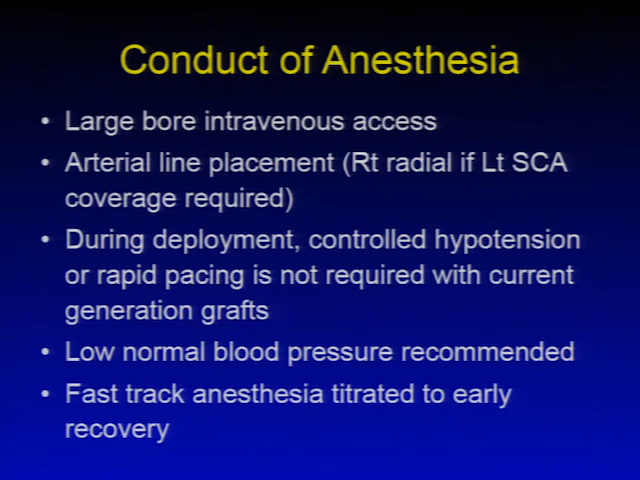 Conduct of Anesthesia
• Large bore intravenous access
• Arterial line placement (Rt radial if Lt SCA
coverage required)
• During deployment, controlled hypotension
or rapid pacing is not required with current
generation grafts
• Low normal blood pressure recommended
• Fast track anesthesia titrated to early
recovery